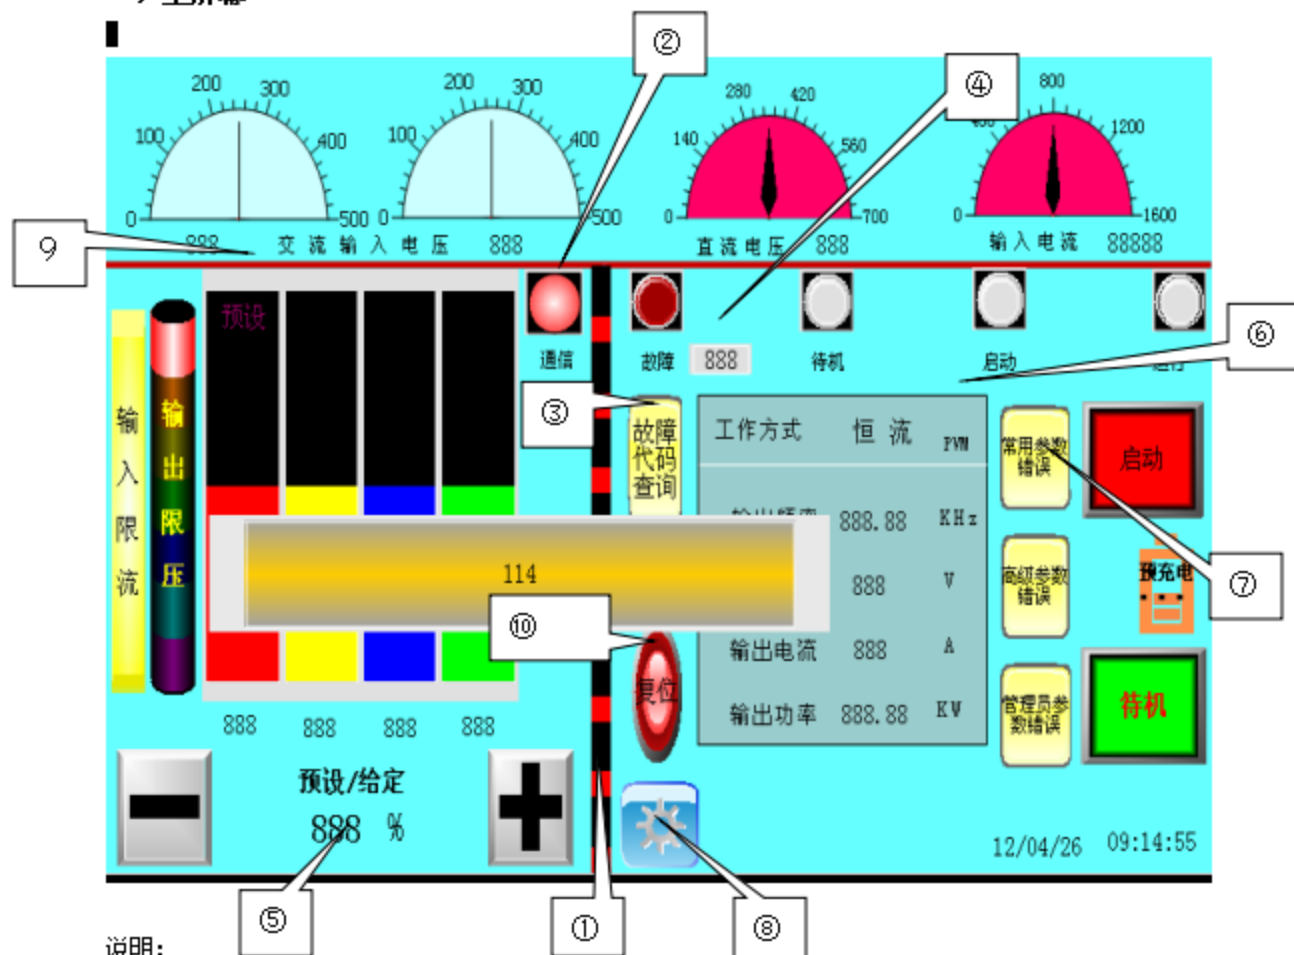 ②
④
200 300
100 400
0 500
200 300
100 400
0 500
280 420
140 560
0 700
800
1200
0 1600
9
888 交流输入电压 888
直流电压 888
输入电流 88888
预设
通信
故障 888
待机
启动
⑥
输入限流
输出限压
③
故障
代码
查询
工作方式 恒流 PWM
888.88 KHz
888 V
输出电流 888 A
输出功率 888.88 KW
常用参数
错误
启动
高级参数
错误
预充电
⑦
114
⑩
复位
管理员参
数错误
待机
888 888 888 888
预设/给定
888 %
12/04/26 09:14:55
⑤
①
⑧
说明：